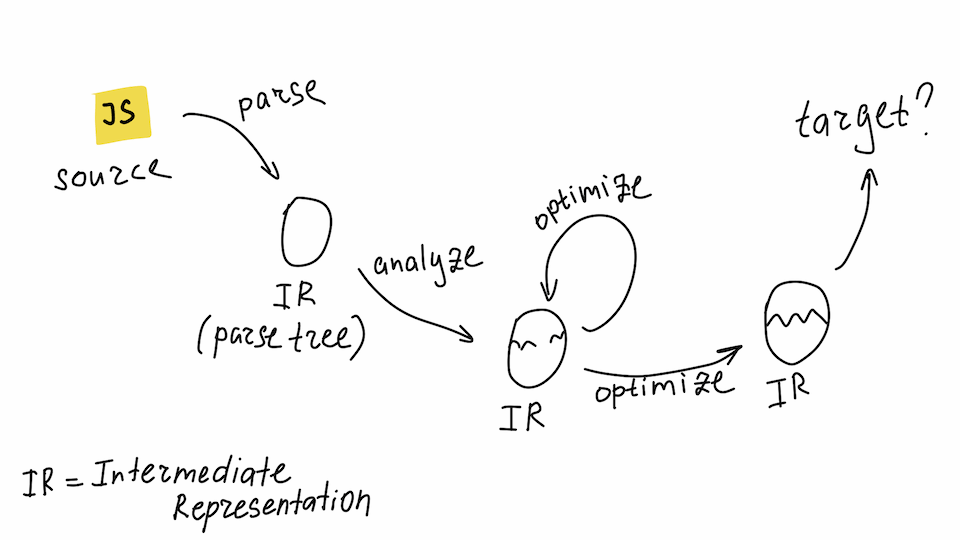 JS
source
parse
IR
(parse tree)
analyze
optimize
IR
optimize
IR
target?
IR = Intermediate
Representation